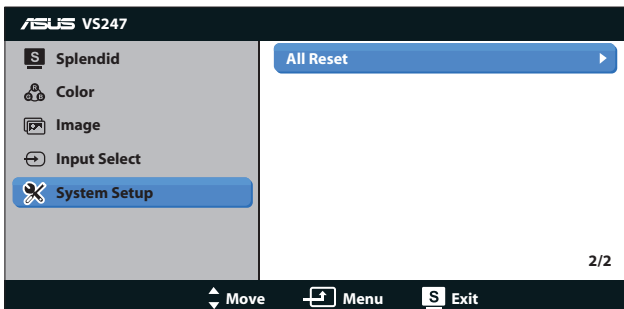 ASUS VS247
S Splendid
Color
Image
Input Select
System Setup
All Reset
2/2
Move Menu S Exit